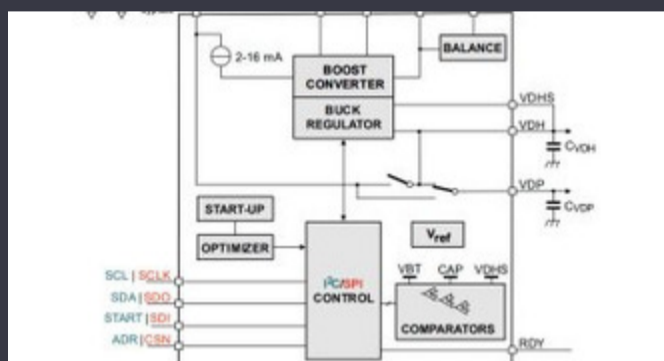 BALANCE
2-16 mA
BOOST
CONVERTER
BUCK
REGULATOR
VDHS
VDH
CVDH
VDP
CVDP
START-UP
OPTIMIZER
Vref
SCL | SCLK
SDA | SDO
START | SDI
ADR | CSN
I²C/SPI
CONTROL
VBT CAP VDHS
COMPARATORS
RDY